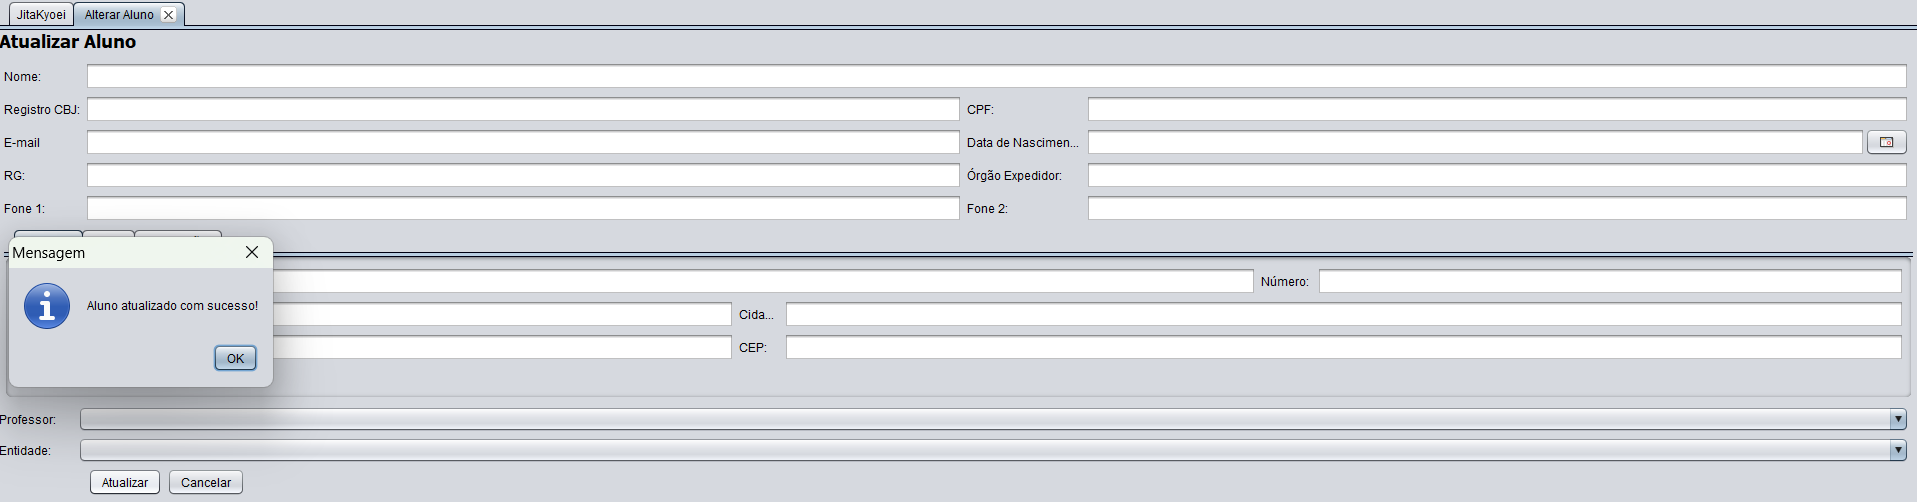 JitaKyoei Alterar Aluno
Atualizar Aluno
Nome:
Registro CBJ: CPF:
E-mail Data de Nascimen...
RG: Órgão Expedidor:
Fone 1: Fone 2:
Mensagem
Número:
Aluno atualizado com sucesso!
Cida...
CEP:
OK
Professor:
Entidade:
Atualizar Cancelar